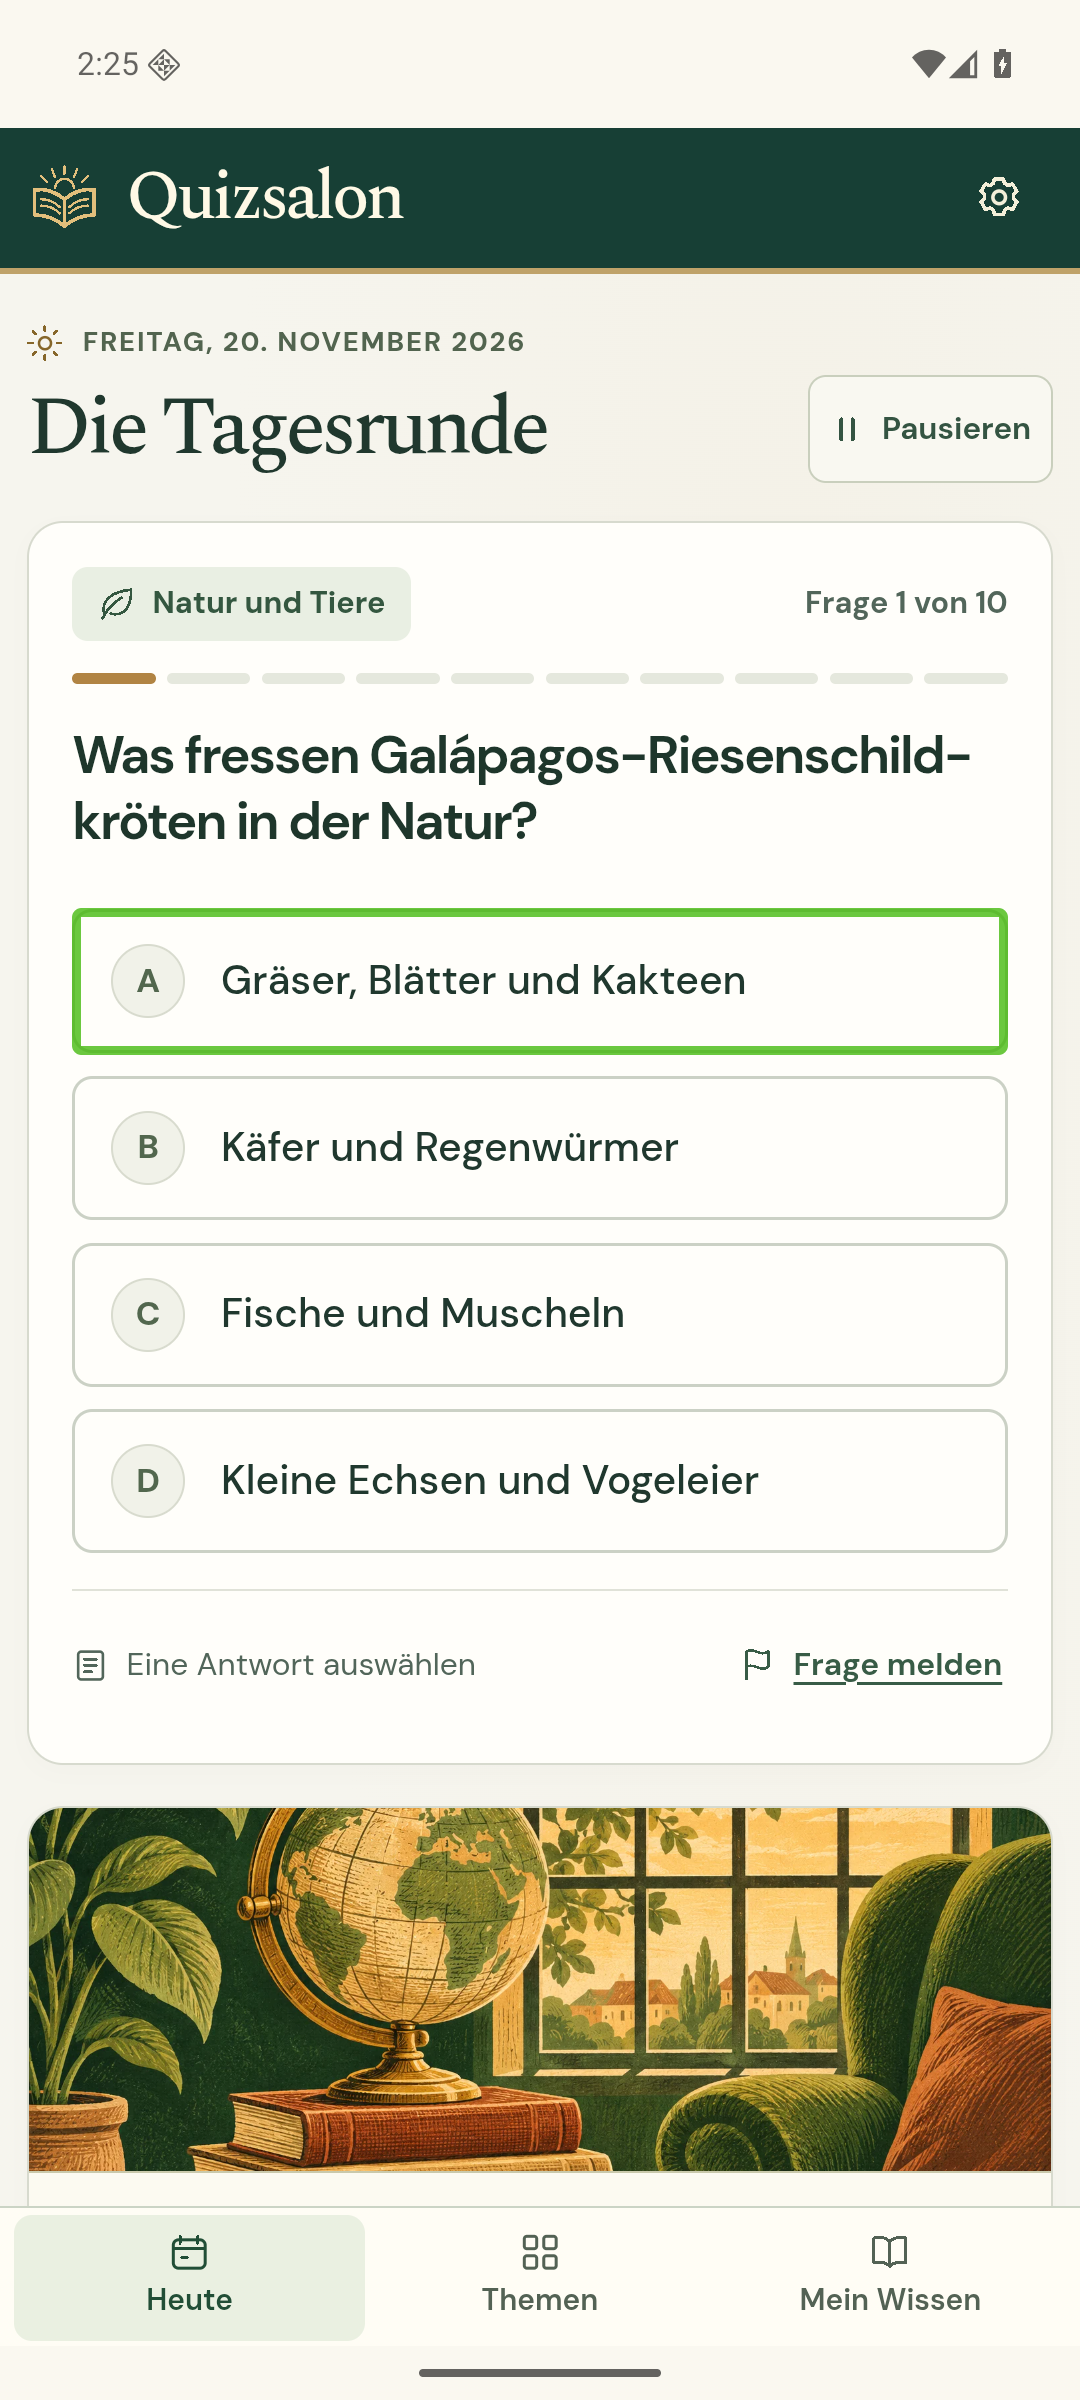 2:25
Quizsalon
FREITAG, 20. NOVEMBER 2026
Die Tagesrunde
Pausieren
Natur und Tiere
Frage 1 von 10
Was fressen Galápagos-Riesenschild-
kröten in der Natur?
A Gräser, Blätter und Kakteen
B Käfer und Regenwürmer
C Fische und Muscheln
D Kleine Echsen und Vogeleier
Eine Antwort auswählen
Frage melden
Heute
Themen
Mein Wissen